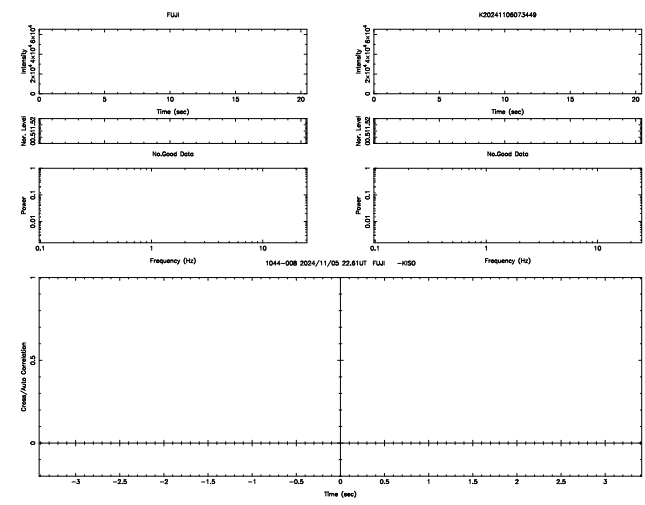 FUJI
K20241106073449
Intensity
0 2×10⁴ 4×10⁴ 6×10⁴
0 5 10 15 20
Time (sec)
Intensity
0 2×10⁴ 4×10⁴ 6×10⁴
0 5 10 15 20
Time (sec)
Nor. Level
00.511.52
Nor. Level
00.511.52
No.Good Data
No.Good Data
Power
0.01 0.1 1
0.1 1 10
Frequency (Hz)
Power
0.01 0.1 1
0.1 1 10
Frequency (Hz)
1044-008 2024/11/05 22.61UT FUJI -KISO
Cross/Auto Correlation
0 0.5 1
-3 -2.5 -2 -1.5 -1 -0.5 0 0.5 1 1.5 2 2.5 3
Time (sec)